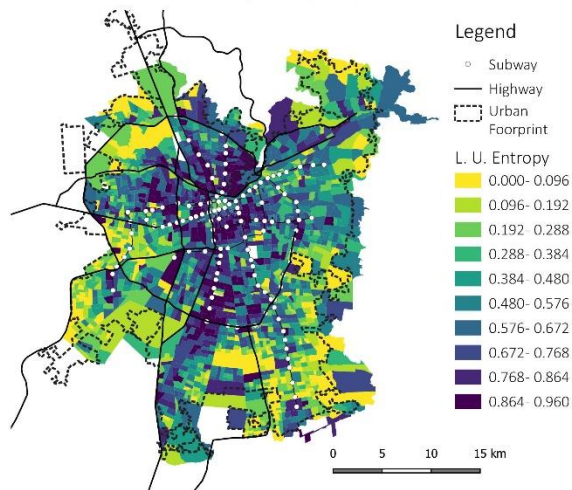 Legend
Subway
Highway
Urban
Foorprint
L. U. Entropy
0.000- 0.096
0.096- 0.192
0.192- 0.288
0.288- 0.384
0.384 - 0.480
0.480- 0.576
0.576- 0.672
0.672- 0.768
0.768- 0.864
0.864- 0.960
0 5 10 15 km